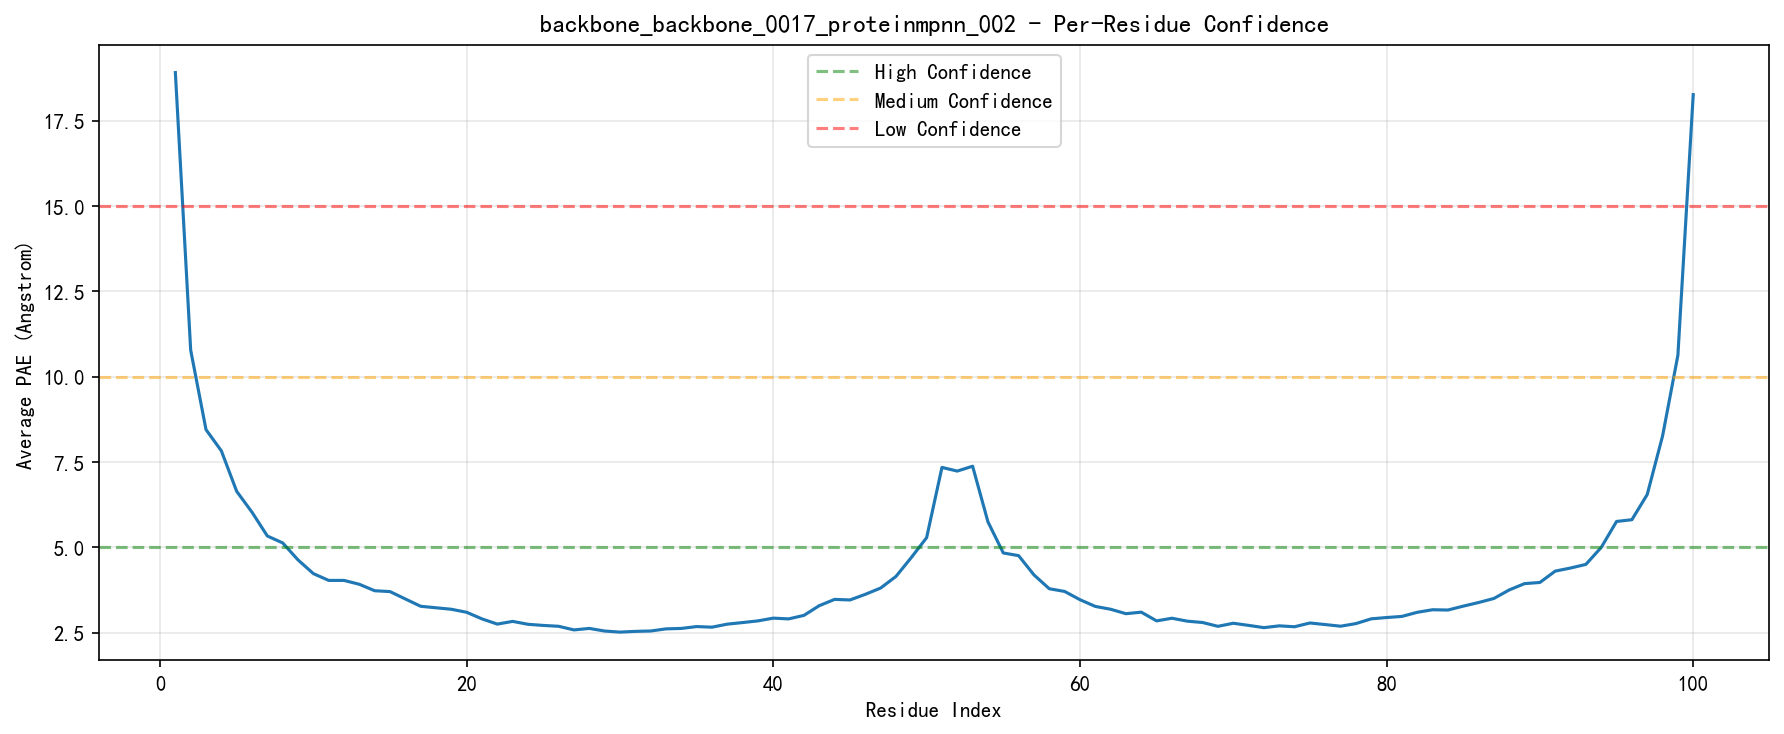 backbone_backbone_0017_proteinmpnn_002 - Per-Residue Confidence
High Confidence
Medium Confidence
Low Confidence
Average PAE (Angstrom)
17.5
15.0
12.5
10.0
7.5
5.0
2.5
0 20 40 60 80 100
Residue Index